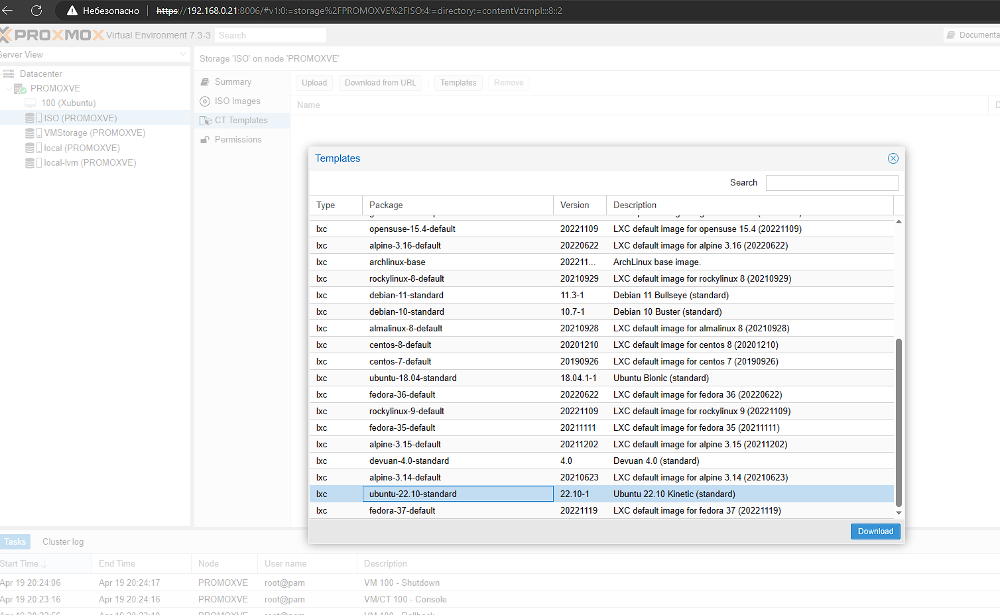 Небезопасно https://192.168.0.21:8006/#v1:0:=storage%2FPROMOXVE%2FISO:4:=directory:=contentVztmpl:::8::2
PROXMOX Virtual Environment 7.3-3 Search Documenta
Server View
Datacenter
PROMOXVE
100 (Xubuntu)
ISO (PROMOXVE)
VMStorage (PROMOXVE)
local (PROMOXVE)
local-lvm (PROMOXVE)
Storage 'ISO' on node 'PROMOXVE'
Summary
ISO Images
CT Templates
Permissions
Upload Download from URL Templates Remove
Name D
Templates
Search
Type Package Version Description
lxc opensuse-15.4-default 20221109 LXC default image for opensuse 15.4 (20221109)
lxc alpine-3.16-default 20220622 LXC default image for alpine 3.16 (20220622)
lxc archlinux-base 202211... ArchLinux base image.
lxc rockylinux-8-default 20210929 LXC default image for rockylinux 8 (20210929)
lxc debian-11-standard 11.3-1 Debian 11 Bullseye (standard)
lxc debian-10-standard 10.7-1 Debian 10 Buster (standard)
lxc almalinux-8-default 20210928 LXC default image for almalinux 8 (20210928)
lxc centos-8-default 20201210 LXC default image for centos 8 (20201210)
lxc centos-7-default 20190926 LXC default image for centos 7 (20190926)
lxc ubuntu-18.04-standard 18.04.1-1 Ubuntu Bionic (standard)
lxc fedora-36-default 20220622 LXC default image for fedora 36 (20220622)
lxc rockylinux-9-default 20221109 LXC default image for rockylinux 9 (20221109)
lxc fedora-35-default 20211111 LXC default image for fedora 35 (20211111)
lxc alpine-3.15-default 20211202 LXC default image for alpine 3.15 (20211202)
lxc devuan-4.0-standard 4.0 Devuan 4.0 (standard)
lxc alpine-3.14-default 20210623 LXC default image for alpine 3.14 (20210623)
lxc ubuntu-22.10-standard 22.10-1 Ubuntu 22.10 Kinetic (standard)
lxc fedora-37-default 20221119 LXC default image for fedora 37 (20221119)
Download
Tasks Cluster log
Start Time End Time Node User name Description
Apr 19 20:24:06 Apr 19 20:24:17 PROMOXVE root@pam VM 100 - Shutdown
Apr 19 20:23:16 Apr 19 20:24:16 PROMOXVE root@pam VM/CT 100 - Console